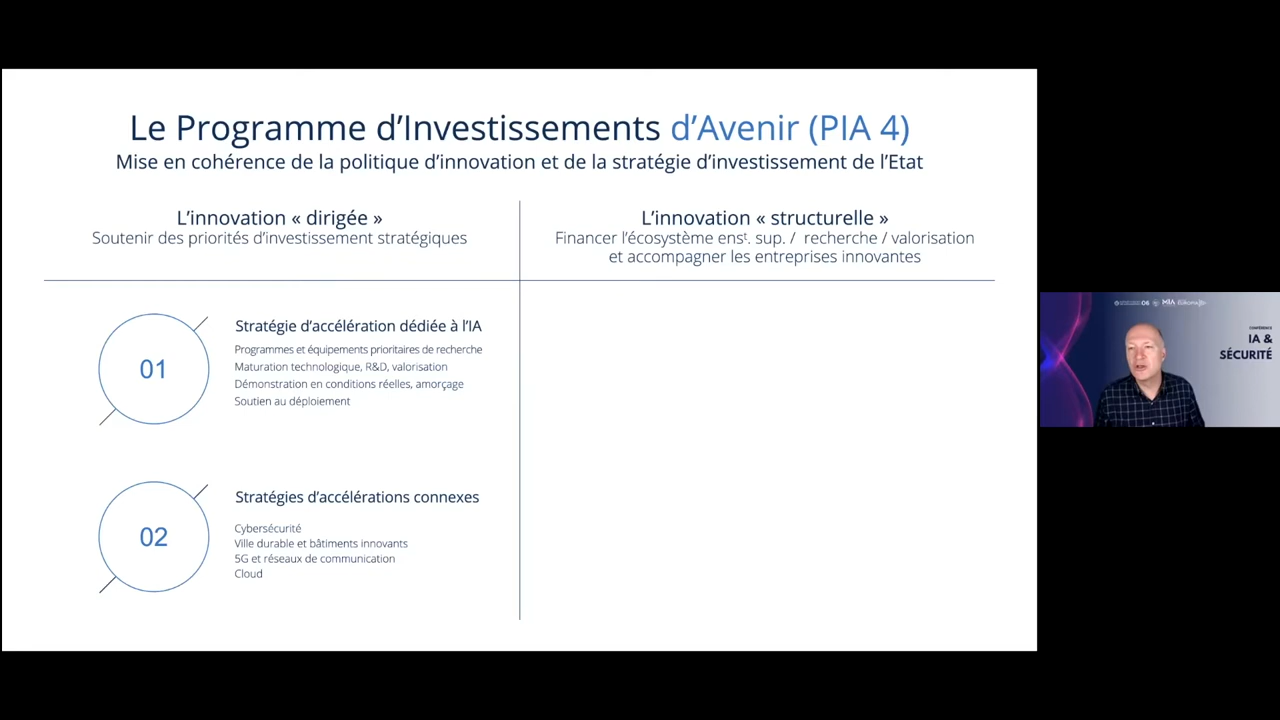 Le Programme d'Investissements d'Avenir (PIA 4)
Mise en cohérence de la politique d'innovation et de la stratégie d'investissement de l'Etat
L'innovation « dirigée »
Soutenir des priorités d'investissement stratégiques
L'innovation « structurelle »
Financer l'écosystème ensᵗ. sup. / recherche / valorisation
et accompagner les entreprises innovantes
01
Stratégie d'accélération dédiée à l'IA
Programmes et équipements prioritaires de recherche
Maturation technologique, R&D, valorisation
Démonstration en conditions réelles, amorçage
Soutien au déploiement
02
Stratégies d'accélérations connexes
Cybersécurité
Ville durable et bâtiments innovants
5G et réseaux de communication
Cloud
MIA
CONFÉRENCE
IA &
SÉCURITÉ